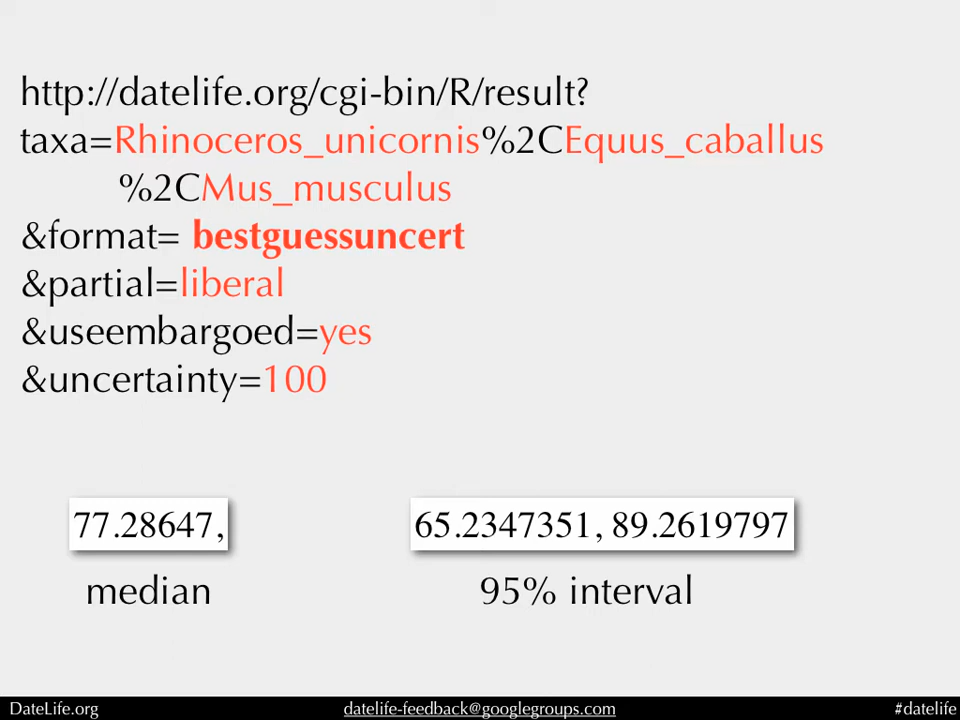 http://datelife.org/cgi-bin/R/result?
taxa=Rhinoceros_unicornis%2CEquus_caballus
%2CMus_musculus
&format= bestguessuncert
&partial=liberal
&useembargoed=yes
&uncertainty=100
77.28647, 65.2347351, 89.2619797
median 95% interval
DateLife.org datelife-feedback@googlegroups.com #datelife